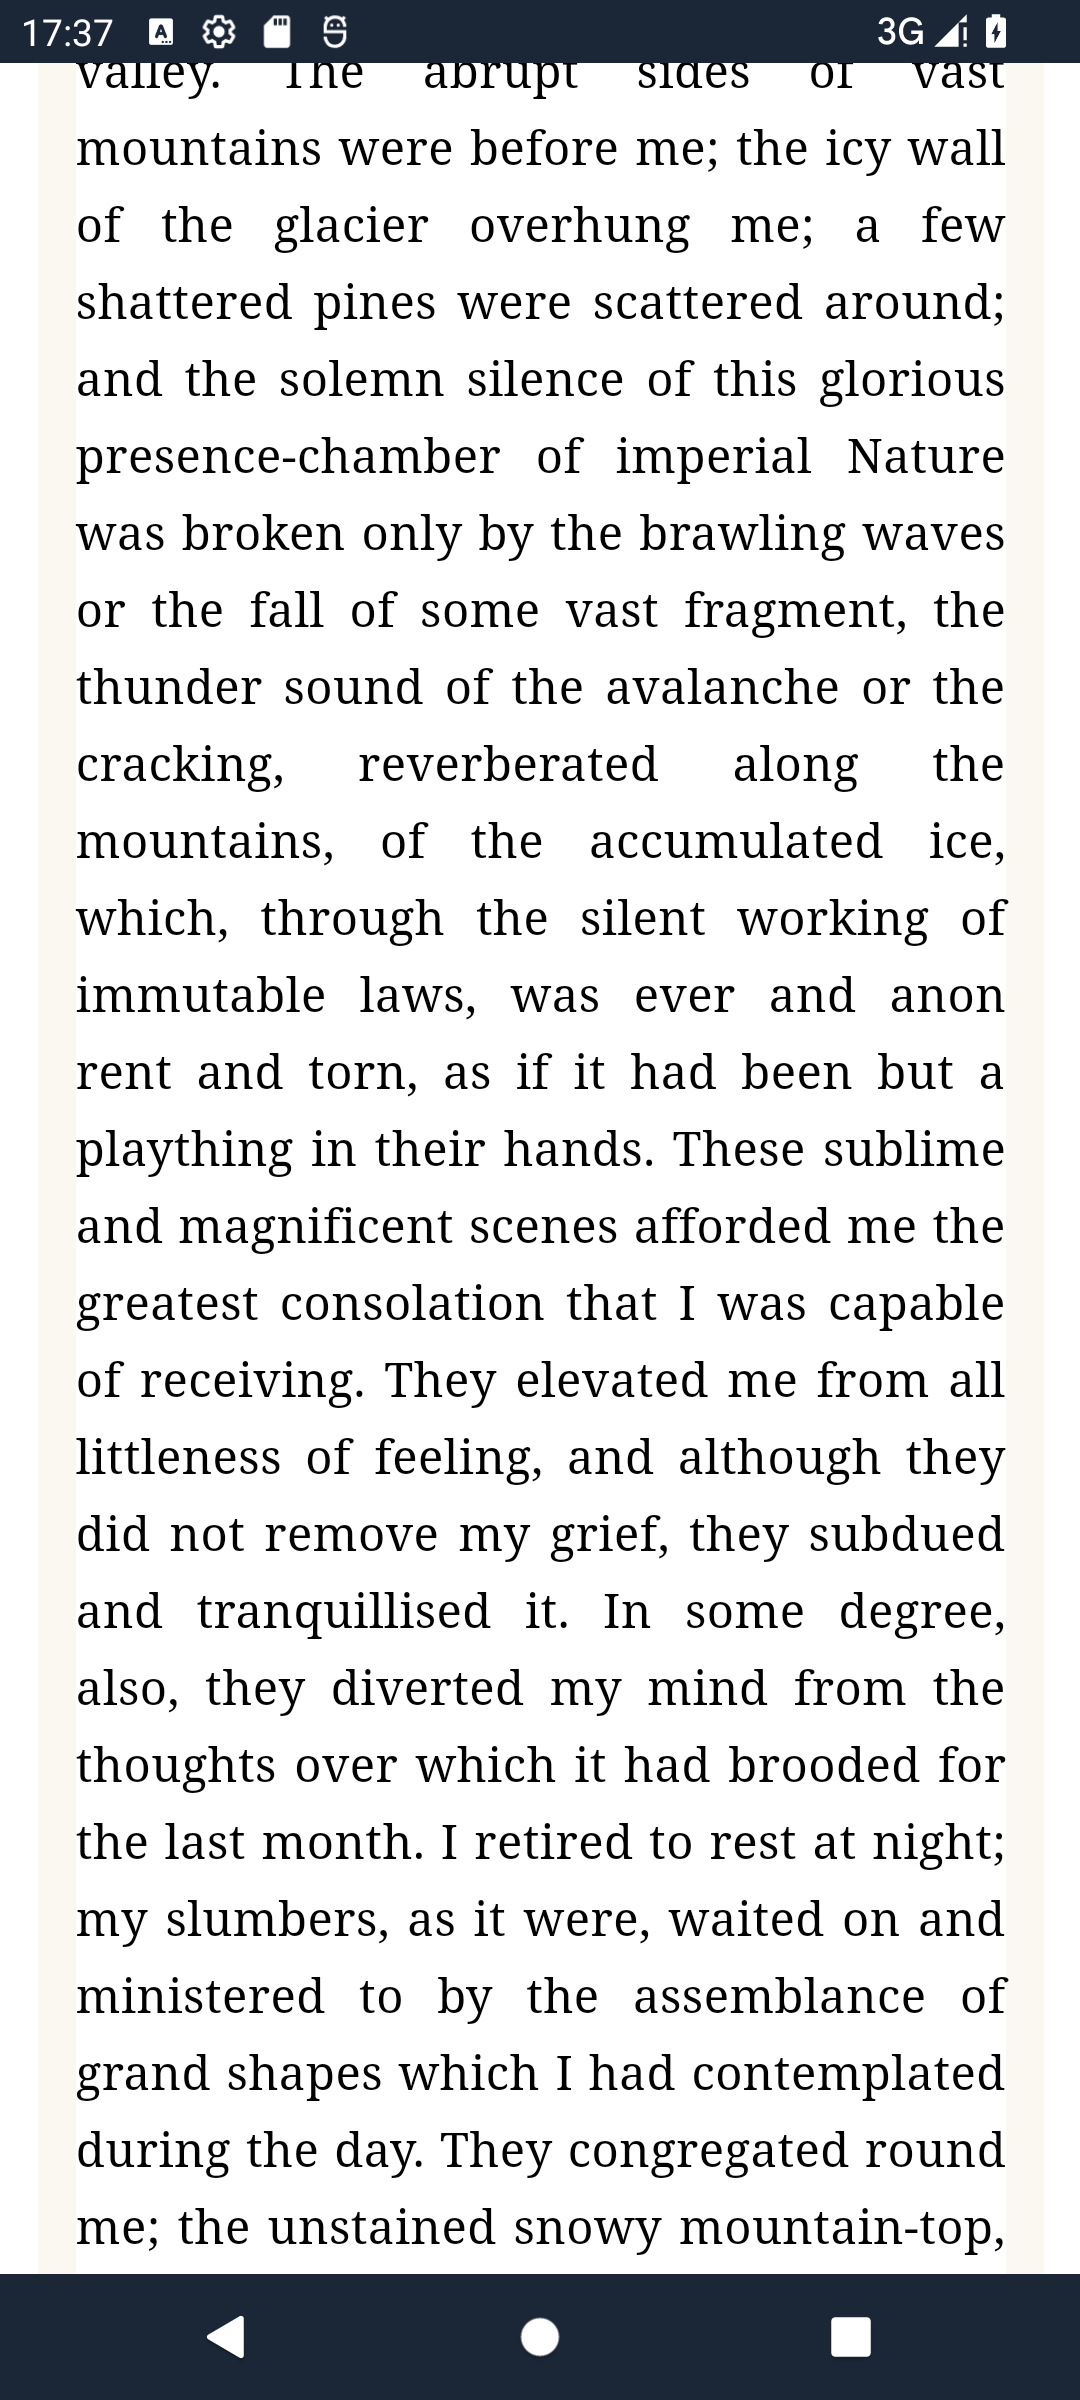 17:37
3G
valley. The abrupt sides of vast
mountains were before me; the icy wall
of the glacier overhung me; a few
shattered pines were scattered around;
and the solemn silence of this glorious
presence-chamber of imperial Nature
was broken only by the brawling waves
or the fall of some vast fragment, the
thunder sound of the avalanche or the
cracking, reverberated along the
mountains, of the accumulated ice,
which, through the silent working of
immutable laws, was ever and anon
rent and torn, as if it had been but a
plaything in their hands. These sublime
and magnificent scenes afforded me the
greatest consolation that I was capable
of receiving. They elevated me from all
littleness of feeling, and although they
did not remove my grief, they subdued
and tranquillised it. In some degree,
also, they diverted my mind from the
thoughts over which it had brooded for
the last month. I retired to rest at night;
my slumbers, as it were, waited on and
ministered to by the assemblance of
grand shapes which I had contemplated
during the day. They congregated round
me; the unstained snowy mountain-top,